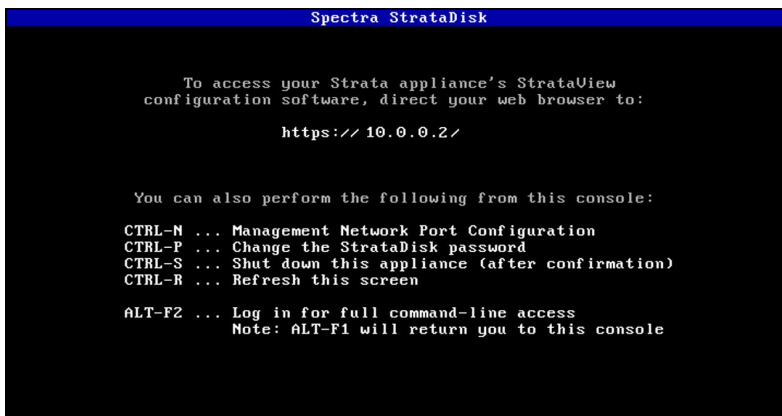 Spectra StrataDisk
To access your Strata appliance's StrataView
configuration software, direct your web browser to:
https:// 10.0.0.2/
You can also perform the following from this console:
CTRL-N ... Management Network Port Configuration
CTRL-P ... Change the StrataDisk password
CTRL-S ... Shut down this appliance (after confirmation)
CTRL-R ... Refresh this screen
ALT-F2 ... Log in for full command-line access
Note: ALT-F1 will return you to this console